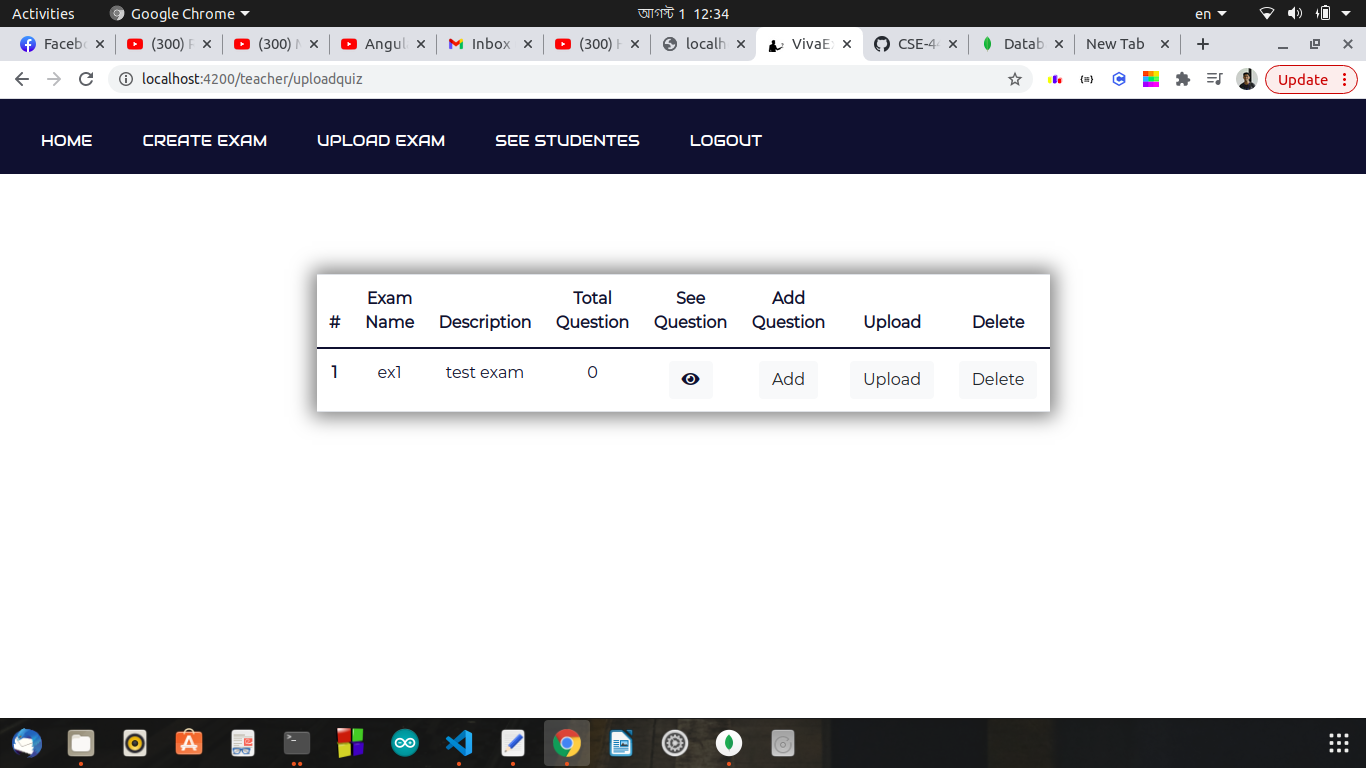 Activities Google Chrome আগস্ট 1 12:34 en
Faceb (300) (300) Angul Inbox (300) localh VivaE CSE-4 Datab New Tab
localhost:4200/teacher/uploadquiz Update
HOME CREATE EXAM UPLOAD EXAM SEE STUDENTES LOGOUT
# Exam Name Description Total Question See Question Add Question Upload Delete
1 ex1 test exam 0 Add Upload Delete